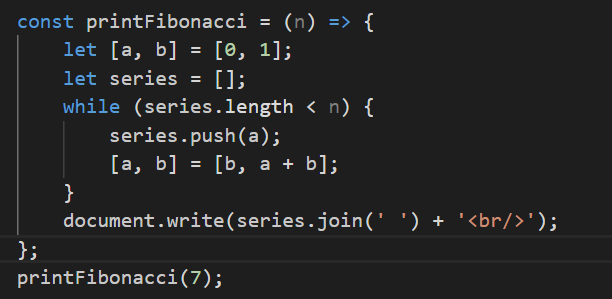 const printFibonacci = (n) => {
    let [a, b] = [0, 1];
    let series = [];
    while (series.length < n) {
        series.push(a);
        [a, b] = [b, a + b];
    }
    document.write(series.join(' ') + '<br/>');
};
printFibonacci(7);